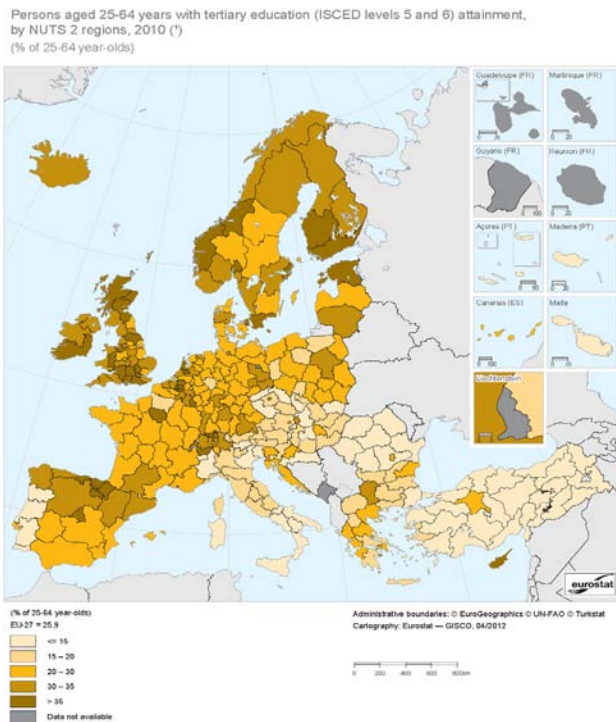 Persons aged 25-64 years with tertiary education (ISCED levels 5 and 6) attainment,
by NUTS 2 regions, 2010 (¹)
(% of 25-64 year-olds)
Guadeloupe (FR)
Martinique (FR)
Guyane (FR)
Réunion (FR)
Açores (PT)
Madeira (PT)
Canarias (ES)
Malta
Liechtenstein
eurostat
(% of 25-64 year-olds)
EU-27 = 25.9
<= 15
15 – 20
20 – 30
30 – 35
> 35
Data not available
Administrative boundaries: © EuroGeographics © UN-FAO © Turkstat
Cartography: Eurostat — GISCO, 04/2012
0 200 400 600 800km